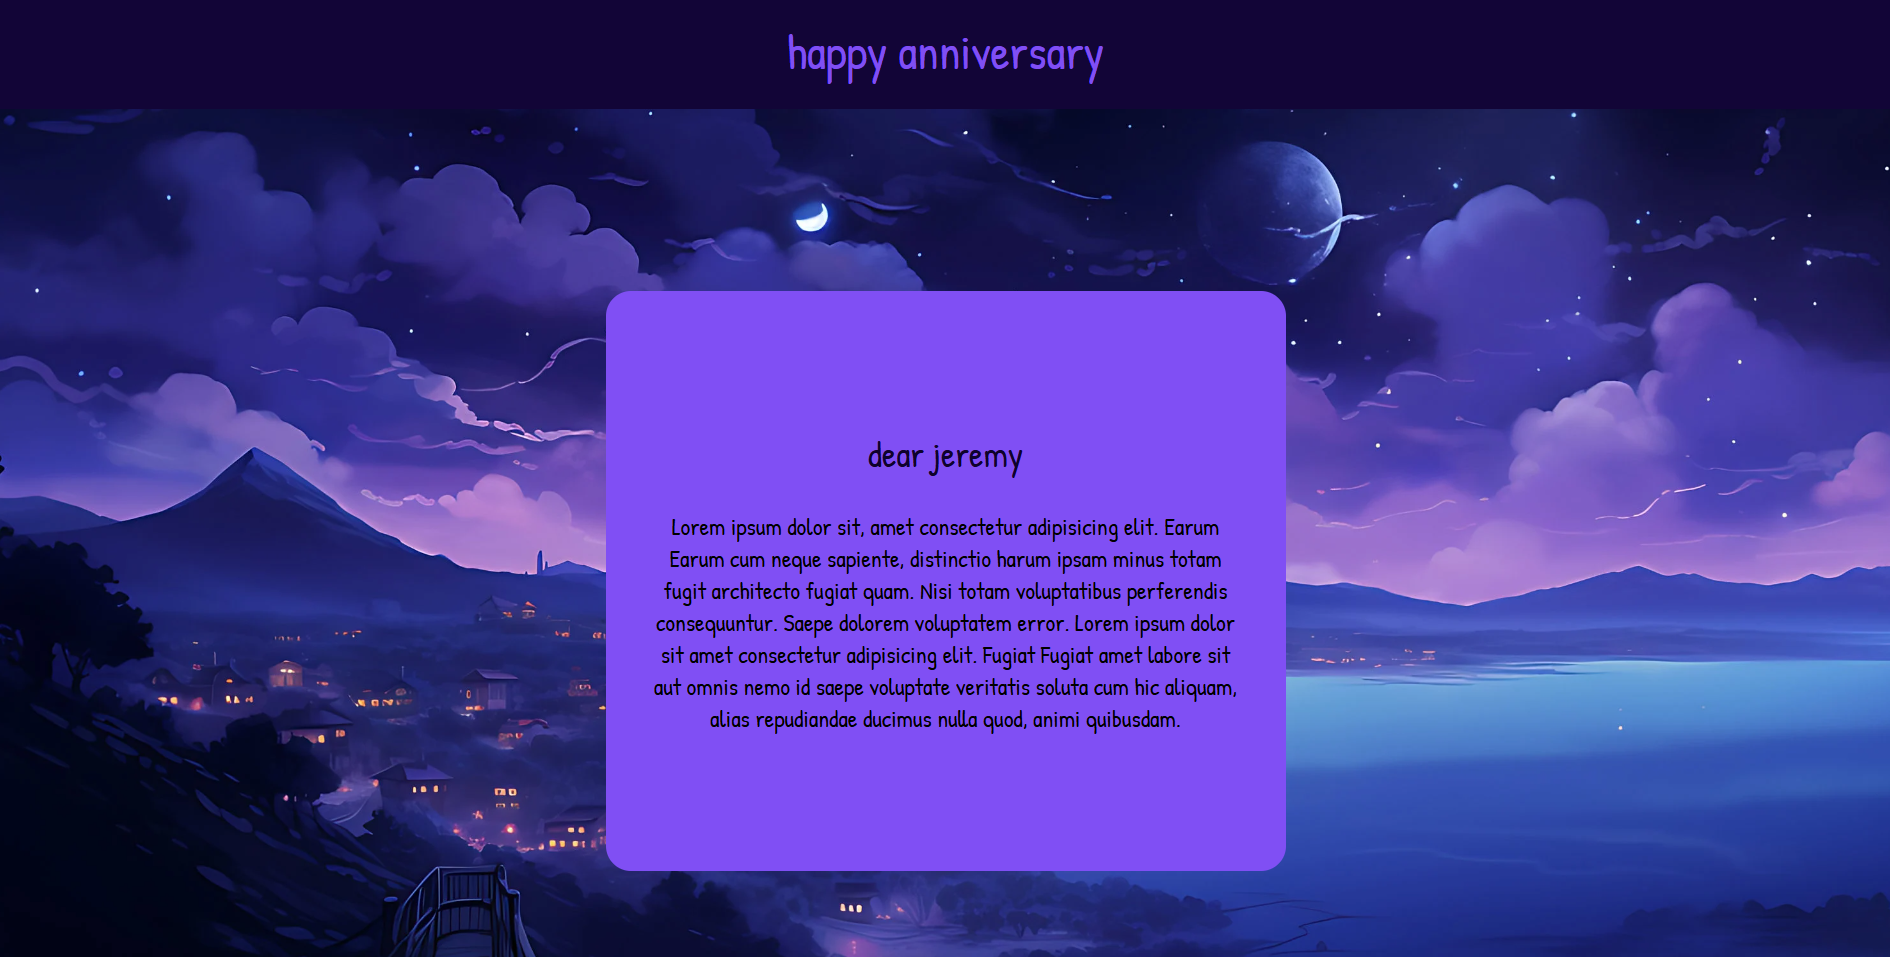 happy anniversary
dear jeremy
Lorem ipsum dolor sit, amet consectetur adipisicing elit. Earum
Earum cum neque sapiente, distinctio harum ipsam minus totam
fugit architecto fugiat quam. Nisi totam voluptatibus perferendis
consequuntur. Saepe dolorem voluptatem error. Lorem ipsum dolor
sit amet consectetur adipisicing elit. Fugiat Fugiat amet labore sit
aut omnis nemo id saepe voluptate veritatis soluta cum hic aliquam,
alias repudiandae ducimus nulla quod, animi quibusdam.